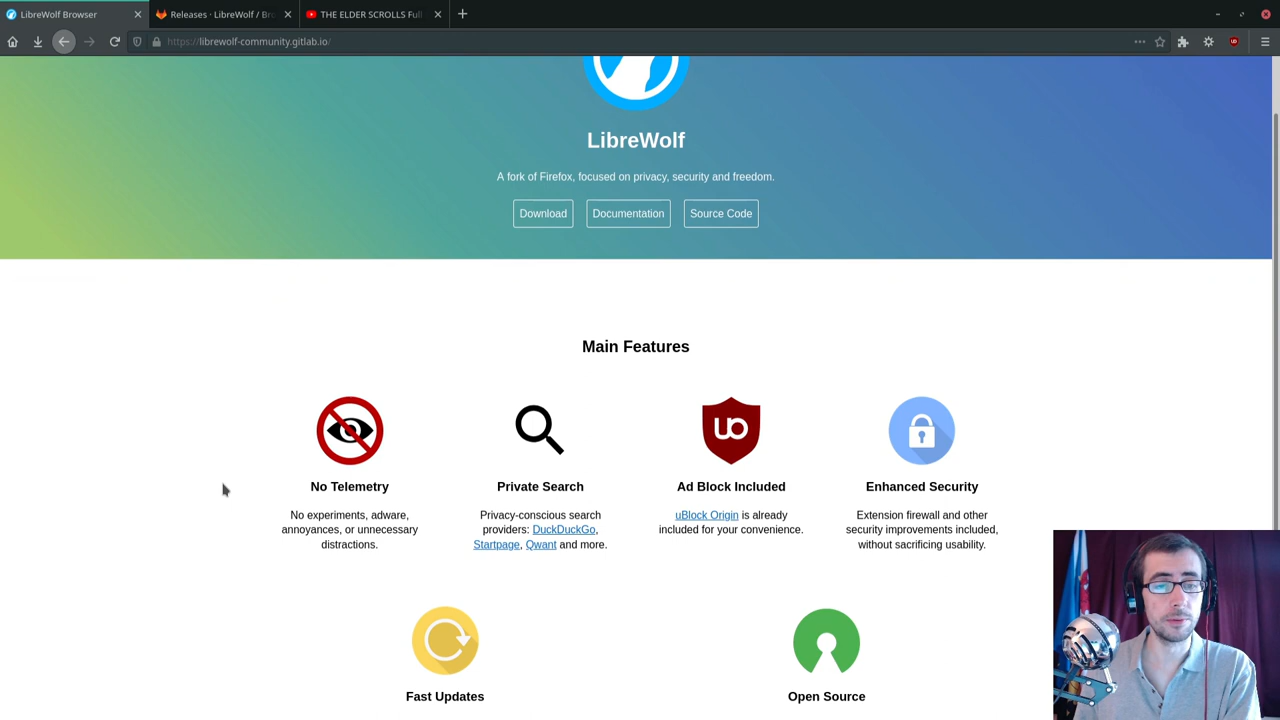 LibreWolf Browser
Releases · LibreWolf / Bro
THE ELDER SCROLLS Full
https://librewolf-community.gitlab.io/
LibreWolf
A fork of Firefox, focused on privacy, security and freedom.
Download
Documentation
Source Code
Main Features
No Telemetry
No experiments, adware,
annoyances, or unnecessary
distractions.
Private Search
Privacy-conscious search
providers: DuckDuckGo,
Startpage, Qwant and more.
uo
Ad Block Included
uBlock Origin is already
included for your convenience.
Enhanced Security
Extension firewall and other
security improvements included,
without sacrificing usability.
Fast Updates
Open Source